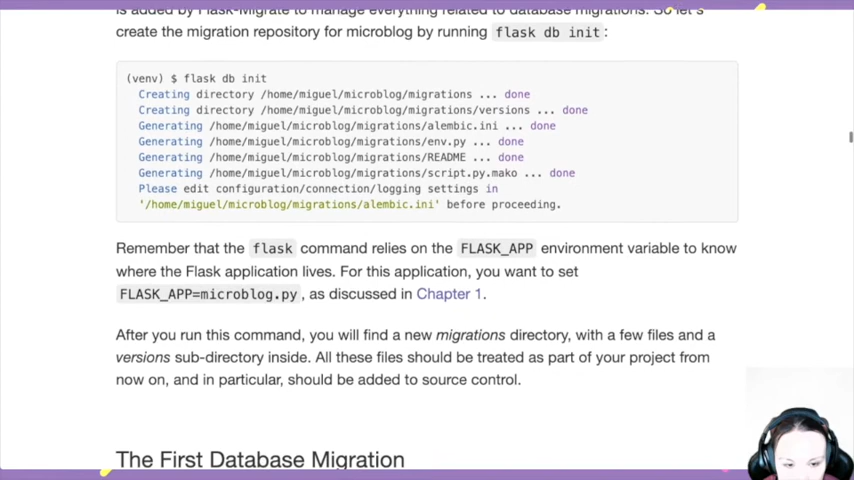 is added by Flask-Migrate to manage everything related to database migrations. So let's
create the migration repository for microblog by running flask db init:
(venv) $ flask db init
Creating directory /home/miguel/microblog/migrations ... done
Creating directory /home/miguel/microblog/migrations/versions ... done
Generating /home/miguel/microblog/migrations/alembic.ini ... done
Generating /home/miguel/microblog/migrations/env.py ... done
Generating /home/miguel/microblog/migrations/README ... done
Generating /home/miguel/microblog/migrations/script.py.mako ... done
Please edit configuration/connection/logging settings in
'/home/miguel/microblog/migrations/alembic.ini' before proceeding.
Remember that the flask command relies on the FLASK_APP environment variable to know
where the Flask application lives. For this application, you want to set
FLASK_APP=microblog.py, as discussed in Chapter 1.
After you run this command, you will find a new migrations directory, with a few files and a
versions sub-directory inside. All these files should be treated as part of your project from
now on, and in particular, should be added to source control.
The First Database Migration